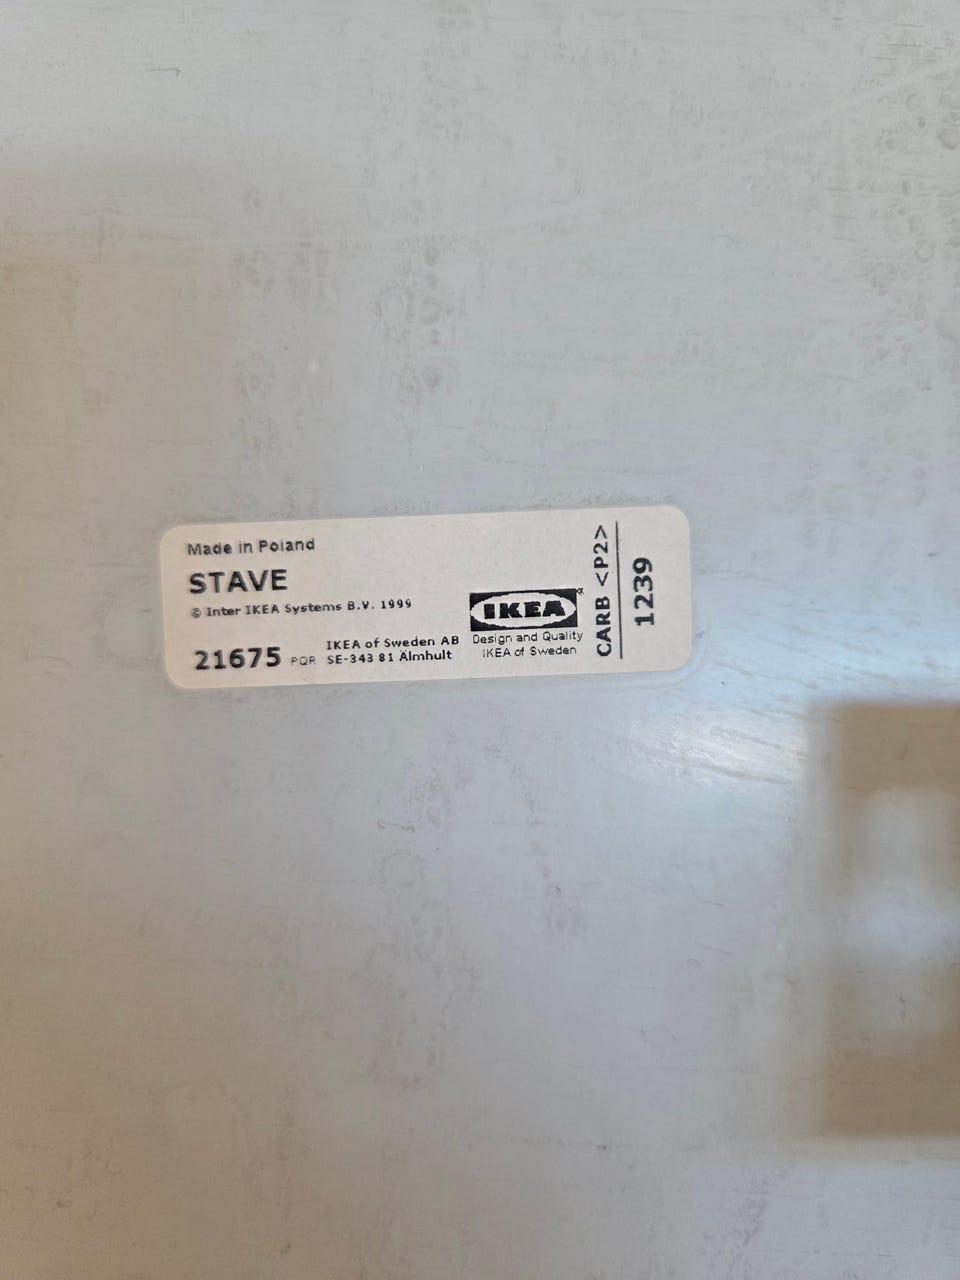 Made in Poland
STAVE
© Inter IKEA Systems B.V. 1999
21675 PQR
IKEA of Sweden AB
SE-343 81 Älmhult
IKEA®
Design and Quality
IKEA of Sweden
CARB <P2>
1239